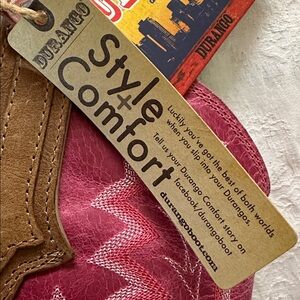 DURANGO
Style
+
Comfort
Luckily you've got the best of both worlds
when you slip into your Durangos.
Tell us your Durango Comfort story on
facebook/durangoboot
durangoboot.com
DURANGO